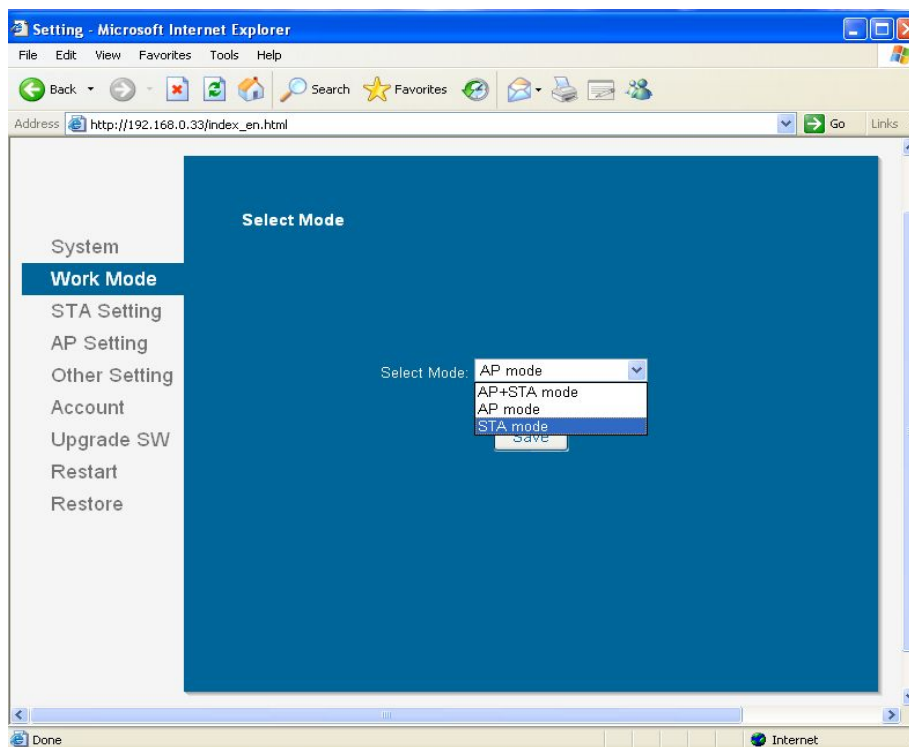 Setting - Microsoft Internet Explorer
File Edit View Favorites Tools Help
Back Search Favorites
Address http://192.168.0.33/index_en.html Go Links
Select Mode
System
Work Mode
STA Setting
AP Setting
Other Setting
Account
Upgrade SW
Restart
Restore
Select Mode: AP mode
AP+STA mode
AP mode
STA mode
Save
Done Internet